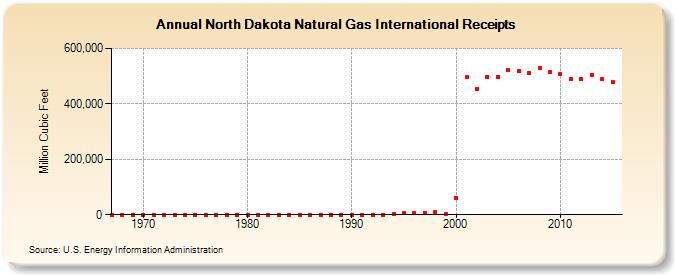 Annual North Dakota Natural Gas International Receipts
Million Cubic Feet
600,000
400,000
200,000
0
1970 1980 1990 2000 2010
Source: U.S. Energy Information Administration